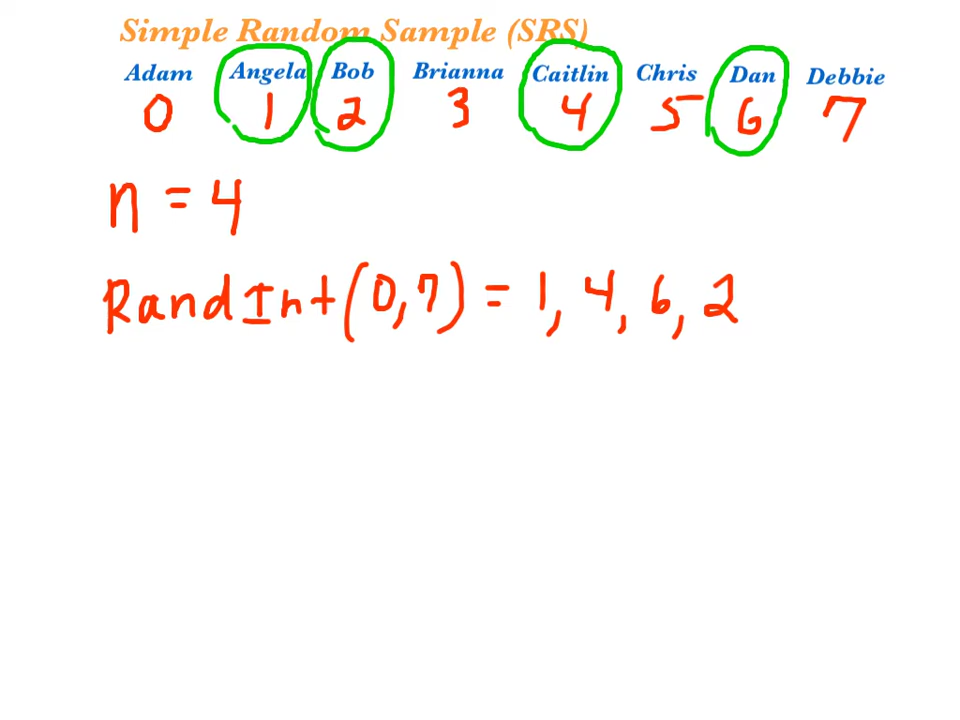 Simple Random Sample (SRS)
Adam Angela Bob Brianna Caitlin Chris Dan Debbie
0 1 2 3 4 5 6 7
n = 4
RandInt(0,7) = 1, 4, 6, 2